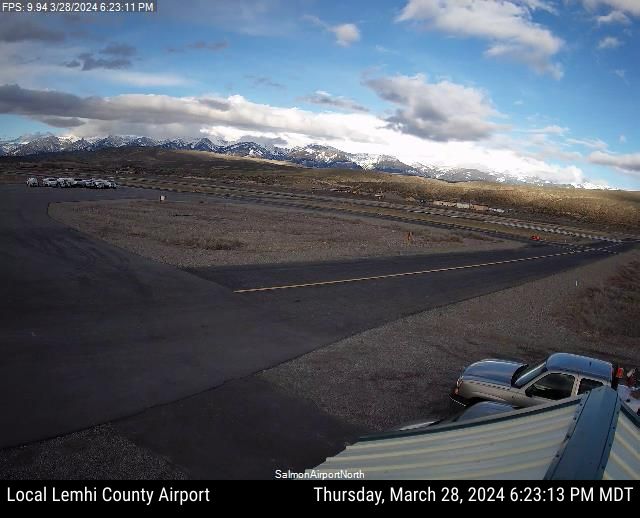 FPS: 9.94 3/28/2024 6:23:11 PM
SalmonAirportNorth
Local Lemhi County Airport Thursday, March 28, 2024 6:23:13 PM MDT